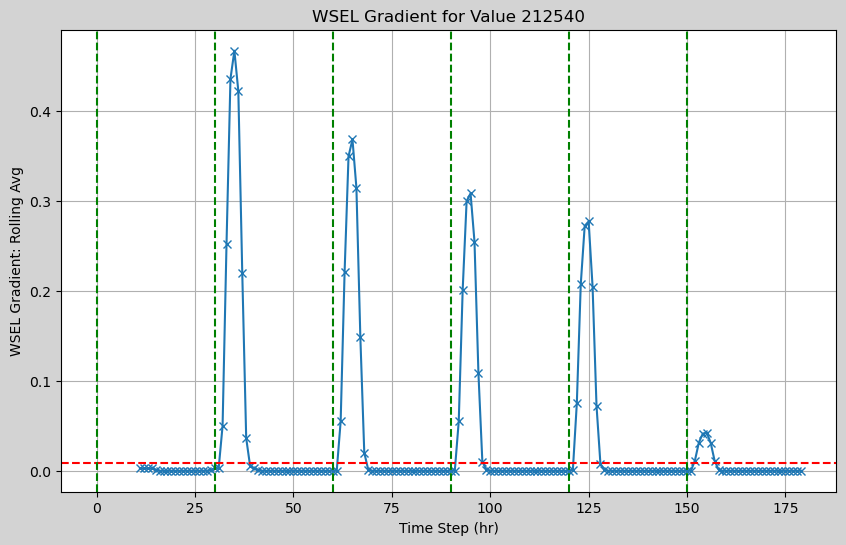 WSEL Gradient for Value 212540
WSEL Gradient: Rolling Avg
0.4
0.3
0.2
0.1
0.0
0 25 50 75 100 125 150 175
Time Step (hr)